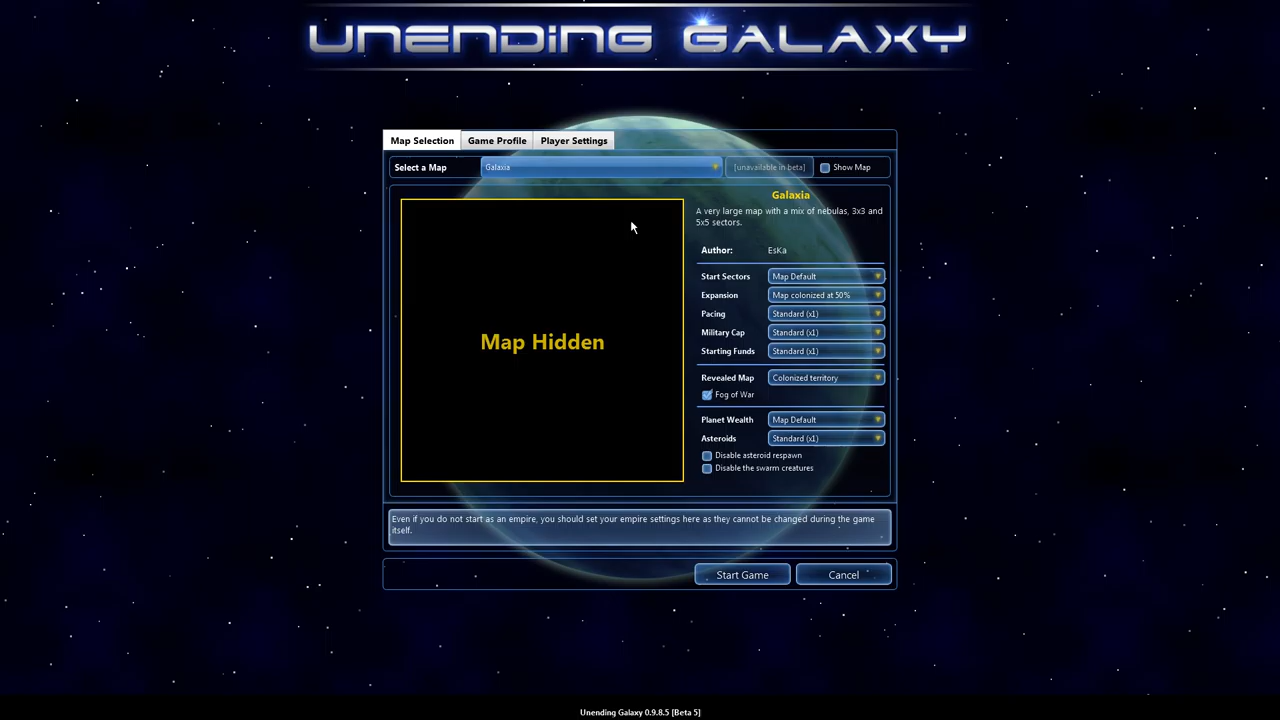 UNENDING GALAXY
Map Selection Game Profile Player Settings
Select a Map Galaxia [unavailable in beta] Show Map
Galaxia
A very large map with a mix of nebulas, 3x3 and
5x5 sectors.
Author: EsKa
Start Sectors Map Default
Expansion Map colonized at 50%
Pacing Standard (x1)
Military Cap Standard (x1)
Starting Funds Standard (x1)
Map Hidden
Revealed Map Colonized territory
Fog of War
Planet Wealth Map Default
Asteroids Standard (x1)
Disable asteroid respawn
Disable the swarm creatures
Even if you do not start as an empire, you should set your empire settings here as they cannot be changed during the game
itself.
Start Game Cancel
Unending Galaxy 0.9.8.5 [Beta 5]